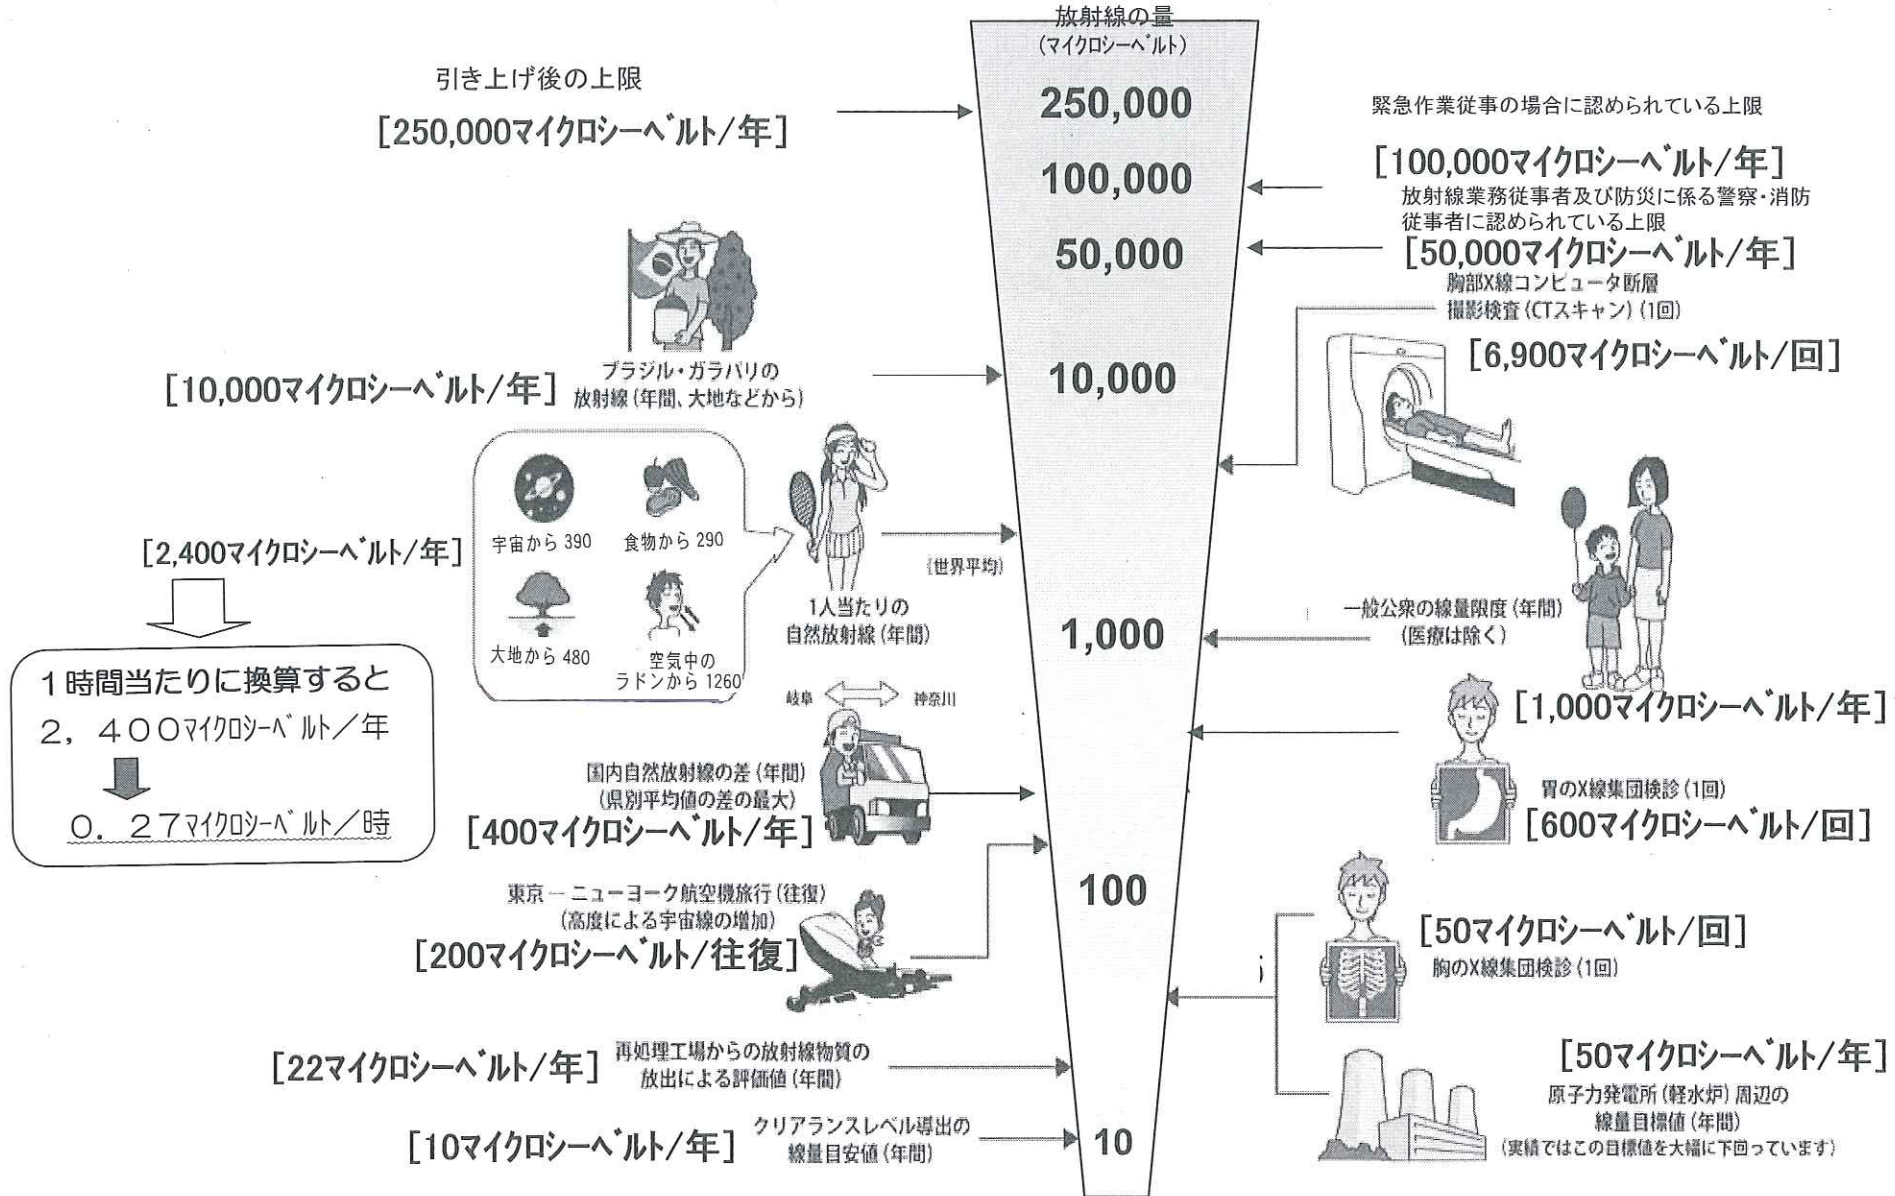 放射線の量
(マイクロシーベルト)
250,000
100,000
50,000
10,000
1,000
100
10
引き上げ後の上限
[250,000マイクロシーベルト/年]
[10,000マイクロシーベルト/年]
ブラジル・ガラパリの
放射線(年間、大地などから)
[2,400マイクロシーベルト/年]
宇宙から 390
食物から 290
大地から 480
空気中の
ラドンから 1260
(世界平均)
1人当たりの
自然放射線(年間)
1時間当たりに換算すると
2,400マイクロシーベルト/年
0.27マイクロシーベルト/時
岐阜
神奈川
国内自然放射線の差(年間)
(県別平均値の差の最大)
[400マイクロシーベルト/年]
東京―ニューヨーク航空機旅行(往復)
(高度による宇宙線の増加)
[200マイクロシーベルト/往復]
[22マイクロシーベルト/年]
再処理工場からの放射線物質の
放出による評価値(年間)
[10マイクロシーベルト/年]
クリアランスレベル導出の
線量目安値(年間)
緊急作業従事の場合に認められている上限
[100,000マイクロシーベルト/年]
放射線業務従事者及び防災に係る警察・消防
従事者に認められている上限
[50,000マイクロシーベルト/年]
胸部X線コンピュータ断層
撮影検査(CTスキャン)(1回)
[6,900マイクロシーベルト/回]
一般公衆の線量限度(年間)
(医療は除く)
[1,000マイクロシーベルト/年]
胃のX線集団検診(1回)
[600マイクロシーベルト/回]
[50マイクロシーベルト/回]
胸のX線集団検診(1回)
[50マイクロシーベルト/年]
原子力発電所(軽水炉)周辺の
線量目標値(年間)
(実績ではこの目標値を大幅に下回っています)